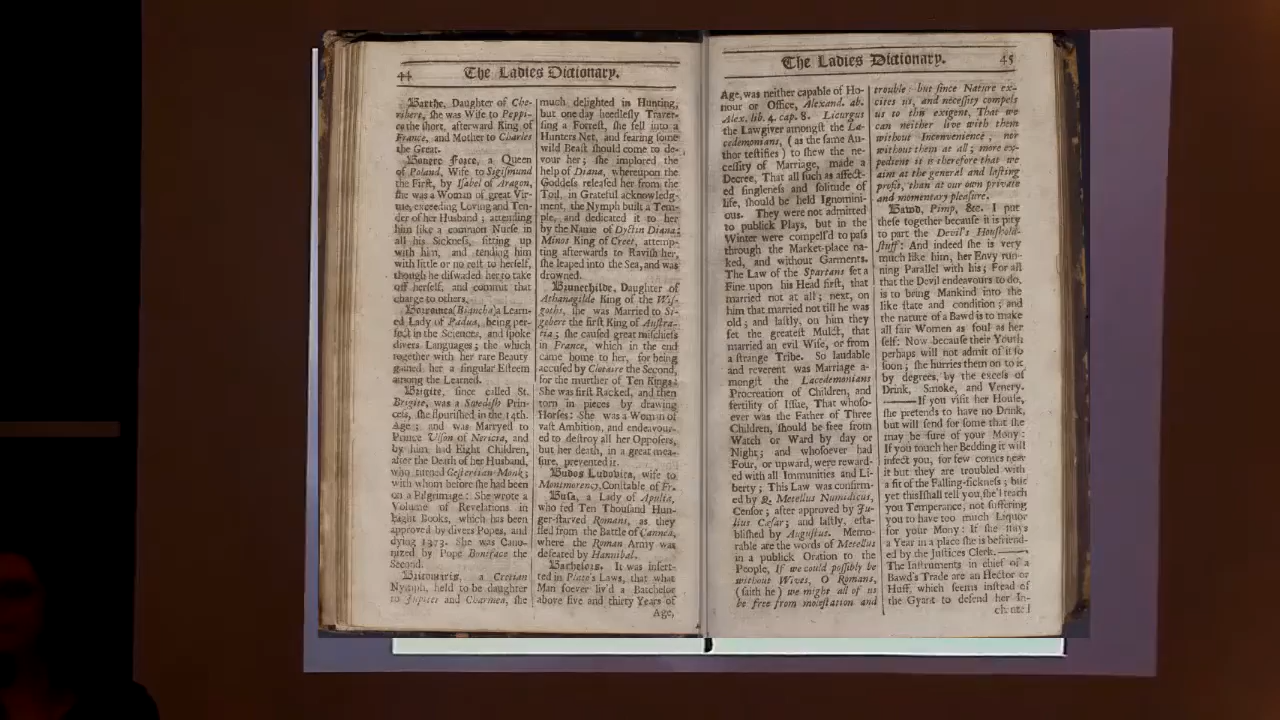 44
The Ladies Dictionary.
Barthe, Daughter of Che-
riberz, she was Wife to Peppi-
co the short, afterward King of
France, and Mother to Charles
the Great.
Bonere Foxce, a Queen
of Poland, Wife to Sigismund
the First, by Isabel of Aragon,
she was a Woman of great Vir-
tue, exceeding Loving and Ten-
der of her Husband; attending
him like a common Nurse in
all his Sickness, sitting up
with him, and tending him
with little or no rest to herself,
though he diswaded her to take
off herself, and commit that
charge to others.
(Biancha) a Learn-
ed Lady of Padua, being per-
fect in the Sciences, and spoke
divers Languages; the which
together with her rare Beauty
gained her a singular Esteem
among the Learned.
Brigite, since called St.
Brigite, was a Swedish Prin-
cess, she flourished in the 14th.
Age; and was Marryed to
Prince Ulson of Nericia, and
by him had Eight Children,
after the Death of her Husband,
who turned Cestersian Monk;
with whom before she had been
on a Pilgrimage: She wrote a
Volume of Revelations in
Eight Books, which has been
approved by divers Popes, and
dying 1373. She was Cano-
nized by Pope Boniface the
Second.
a Cretian
Nymph, held to be daughter
to Jupiter and Charmea, she
much delighted in Hunting,
but one day heedlesly Traver-
sing a Forrest, she fell into a
Hunters Net, and fearing some
wild Beast should come to de-
vour her; she implored the
help of Diana, whereupon the
Goddess released her from the
Toil, in Grateful acknowledg-
ment, the Nymph built a Tem-
ple, and dedicated it to her
by the Name of Dyctin Diana;
Minos King of Creet, attemp-
ting afterwards to Ravish her,
she leaped into the Sea, and was
drowned.
Brunechilde, Daughter of
Athanagilde King of the Wis-
goths, she was Married to Si-
gebert the first King of Austra-
sia; she caused great mischiefs
in France, which in the end
came home to her, for being
accused by Clotaire the Second,
for the murther of Ten Kings:
She was first Racked, and then
torn in pieces by drawing
Horses: She was a Woman of
vast Ambition, and endeavour-
ed to destroy all her Opposers,
but her death, in a great mea-
sure, prevented it.
Budos Ludovica, wife to
Montmorency, Constable of Fr.
Busa, a Lady of Apulia,
who fed Ten Thousand Hun-
ger-starved Romans, as they
fled from the Battle of Cannea,
where the Roman Army was
defeated by Hannibal.
Bachelors. It was insert-
ted in Plato's Laws, that what
Man soever liv'd a Batchelor
above five and thirty Years of
Age,
The Ladies Dictionary.
45
Age, was neither capable of Ho-
nour or Office, Alexand. ab.
Alex. lib. 4. cap. 8. Licurgus
the Lawgiver amongst the La-
cedemonians, (as the same Au-
thor testifies) to shew the ne-
cessity of Marriage, made a
Decree, That all such as affect-
ed singleness and solitude of
life, should be held Ignomini-
ous. They were not admitted
to publick Plays, but in the
Winter were compell'd to pass
through the Market-place na-
ked, and without Garments.
The Law of the Spartans set a
Fine upon his Head first, that
married not at all; next, on
him that married not till he was
old; and lastly, on him they
set the greatest Mulct, that
married an evil Wife, or from
a strange Tribe. So laudable
and reverent was Marriage a-
mongst the Lacedemonians
Procreation of Children, and
fertility of Issue, That whoso-
ever was the Father of Three
Children, should be free from
Watch or Ward by day or
Night; and whosoever had
Four, or upward, were reward-
ed with all Immunities and Li-
berty; This Law was confirm-
ed by Q. Metellus Numidicus,
Censor; after approved by Ju-
lius Cæsar; and lastly, esta-
blished by Augustus. Memo-
rable are the words of Metellus
in a publick Oration to the
People, If we could possibly be
without Wives, O Romans,
(saith he) we might all of us
be free from molestation and
trouble: but since Nature ex-
cites us, and necessity compels
us to this exigent, That we
can neither live with them
without Inconvenience, nor
without them at all; more ex-
pedient it is therefore that we
aim at the general and lasting
profit, than at our own private
and momentary pleasure.
Bawd, Pimp, &c. I put
these together because it is pity
to part the Devil's Houshold-
stuff: And indeed she is very
much like him, her Envy run-
ning Parallel with his; For all
that the Devil endeavours to do,
is to bring Mankind into the
like state and condition; and
the nature of a Bawd is to make
all fair Women as foul as her
self: Now because their Youth
perhaps will not admit of it so
soon; she hurries them on to it
by degrees, by the excess of
Drink, Smoke, and Venery.
——If you visit her House,
she pretends to have no Drink,
but will send for some that she
may be sure of your Mony:
If you touch her Bedding it will
infect you, for few comes near
it but they are troubled with
a fit of the Falling-sickness; but
yet this I shall tell you, she'l teach
you Temperance, not suffering
you to have too much Liquor
for your Mony: If she stays
a Year in a place she is befriend-
ed by the Justices Clerk.——
The Instruments in chief of a
Bawd's Trade are an Hector or
Huff, which seems instead of
the Gyant to defend her In-
chanted